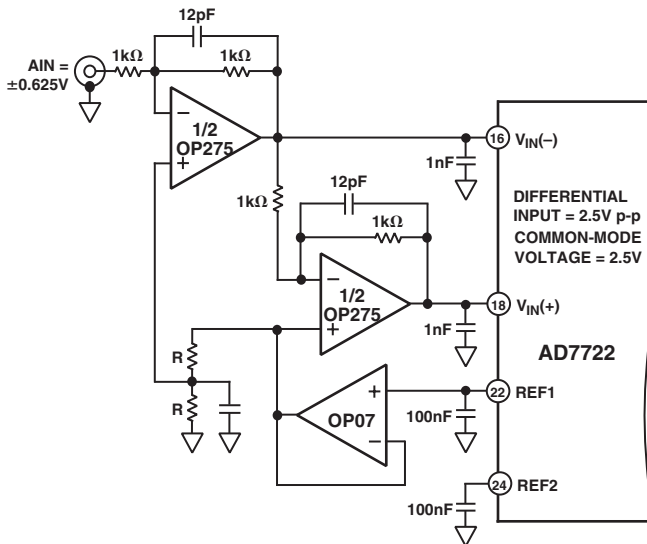 12pF
AIN =
±0.625V
1kΩ
1kΩ
–
1/2
OP275
+
16
VIN(–)
1nF
12pF
1kΩ
1kΩ
DIFFERENTIAL
INPUT = 2.5V p-p
COMMON-MODE
VOLTAGE = 2.5V
–
1/2
OP275
+
18
VIN(+)
1nF
AD7722
R
R
+
OP07
–
22
REF1
100nF
24
REF2
100nF